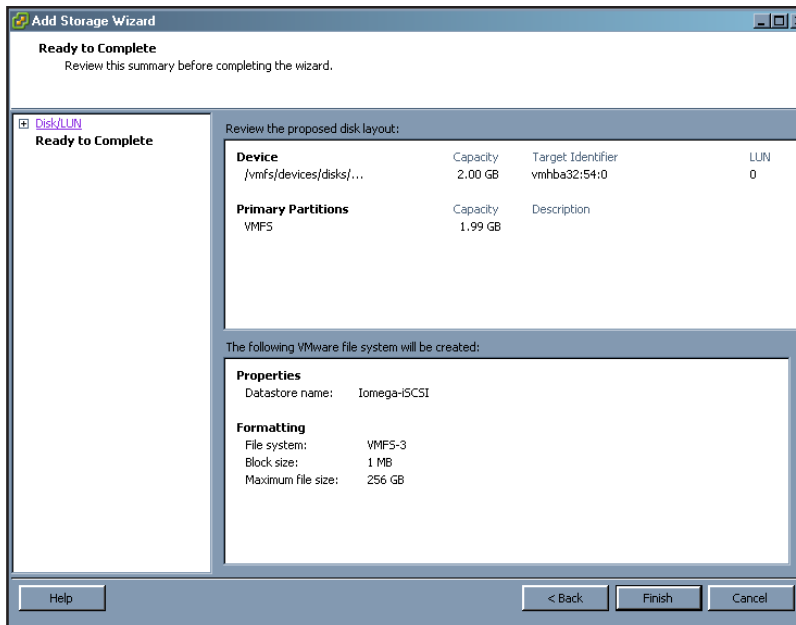 Add Storage Wizard
Ready to Complete
Review this summary before completing the wizard.
Disk/LUN
Ready to Complete
Review the proposed disk layout:
Device Capacity Target Identifier LUN
/vmfs/devices/disks/... 2.00 GB vmhba32:54:0 0
Primary Partitions Capacity Description
VMFS 1.99 GB
The following VMware file system will be created:
Properties
Datastore name: Iomega-iSCSI
Formatting
File system: VMFS-3
Block size: 1 MB
Maximum file size: 256 GB
Help < Back Finish Cancel